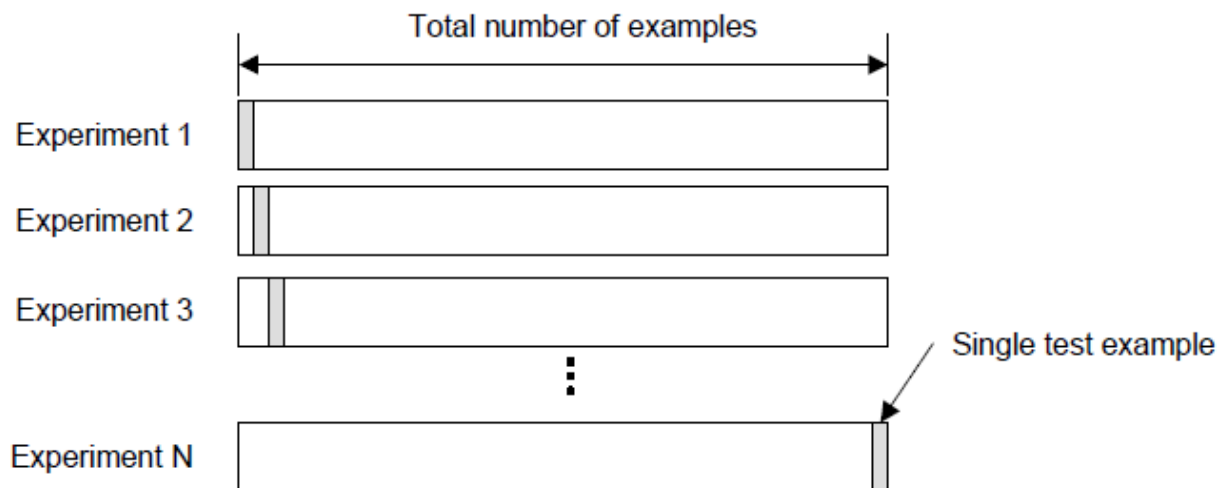 Total number of examples
Experiment 1
Experiment 2
Experiment 3
Single test example
Experiment N